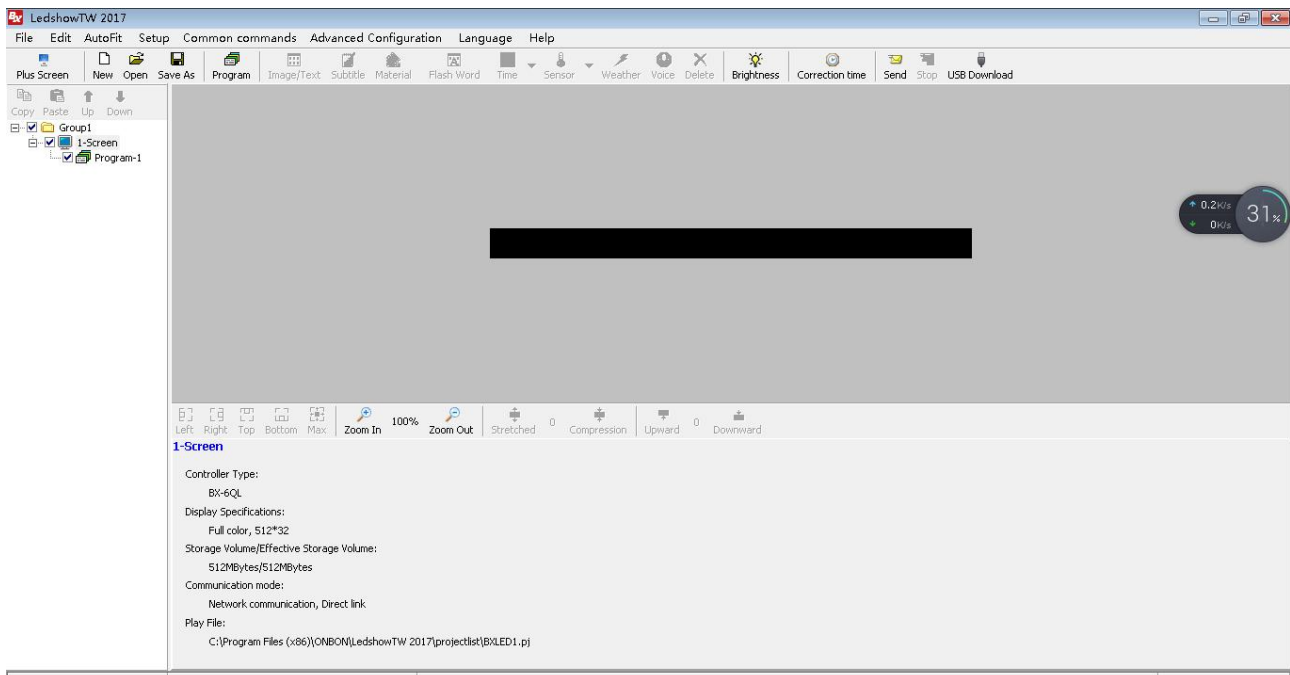 BX LedshowTW 2017
File Edit AutoFit Setup Common commands Advanced Configuration Language Help
Plus Screen New Open Save As Program Image/Text Subtitle Material Flash Word Time Sensor Weather Voice Delete Brightness Correction time Send Stop USB Download
Copy Paste Up Down
Group1
1-Screen
Program-1
0.2K/s
0K/s
31%
Left Right Top Bottom Max Zoom In 100% Zoom Out Stretched 0 Compression Upward 0 Downward
1-Screen
Controller Type:
BX-6QL
Display Specifications:
Full color, 512*32
Storage Volume/Effective Storage Volume:
512MBytes/512MBytes
Communication mode:
Network communication, Direct link
Play File:
C:\Program Files (x86)\ONBON\LedshowTW 2017\projectlist\BXLED1.pj